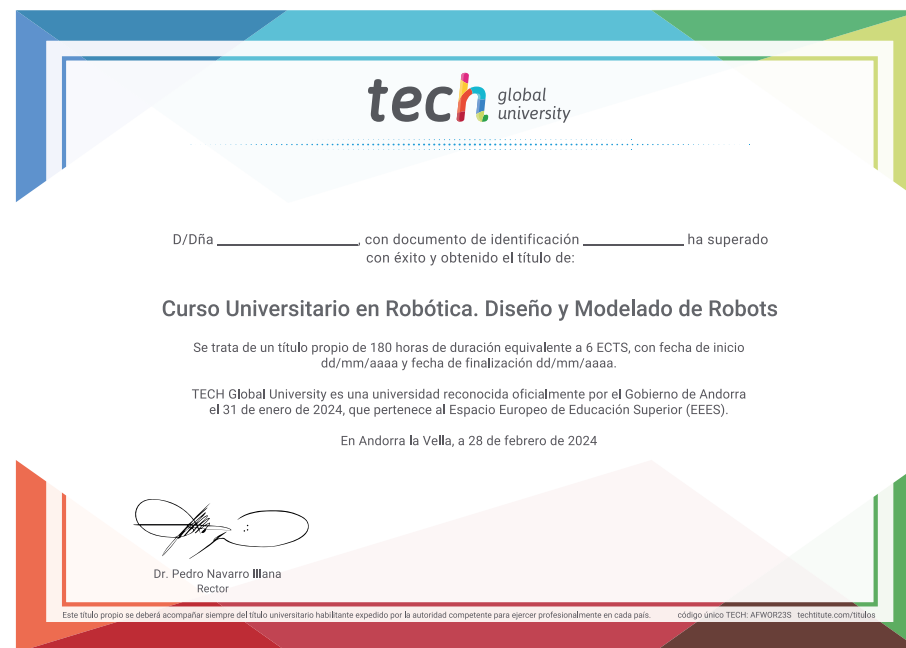 tech global
university
D/Dña ____________________, con documento de identificación ______________ ha superado
con éxito y obtenido el título de:
Curso Universitario en Robótica. Diseño y Modelado de Robots
Se trata de un título propio de 180 horas de duración equivalente a 6 ECTS, con fecha de inicio
dd/mm/aaaa y fecha de finalización dd/mm/aaaa.
TECH Global University es una universidad reconocida oficialmente por el Gobierno de Andorra
el 31 de enero de 2024, que pertenece al Espacio Europeo de Educación Superior (EEES).
En Andorra la Vella, a 28 de febrero de 2024
Dr. Pedro Navarro Illana
Rector
Este título propio se deberá acompañar siempre del título universitario habilitante expedido por la autoridad competente para ejercer profesionalmente en cada país. código único TECH: AFWOR23S techtitute.com/titulos